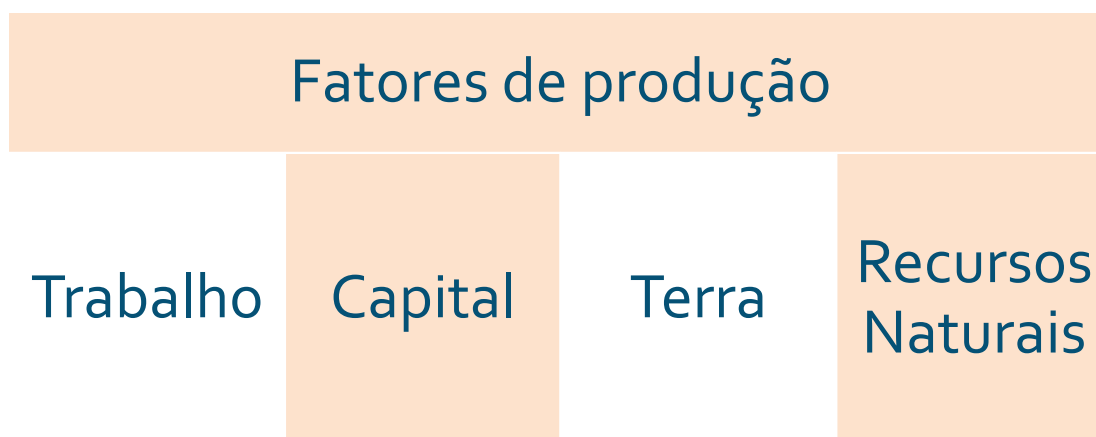 Fatores de produção
Trabalho
Capital
Terra
Recursos
Naturais